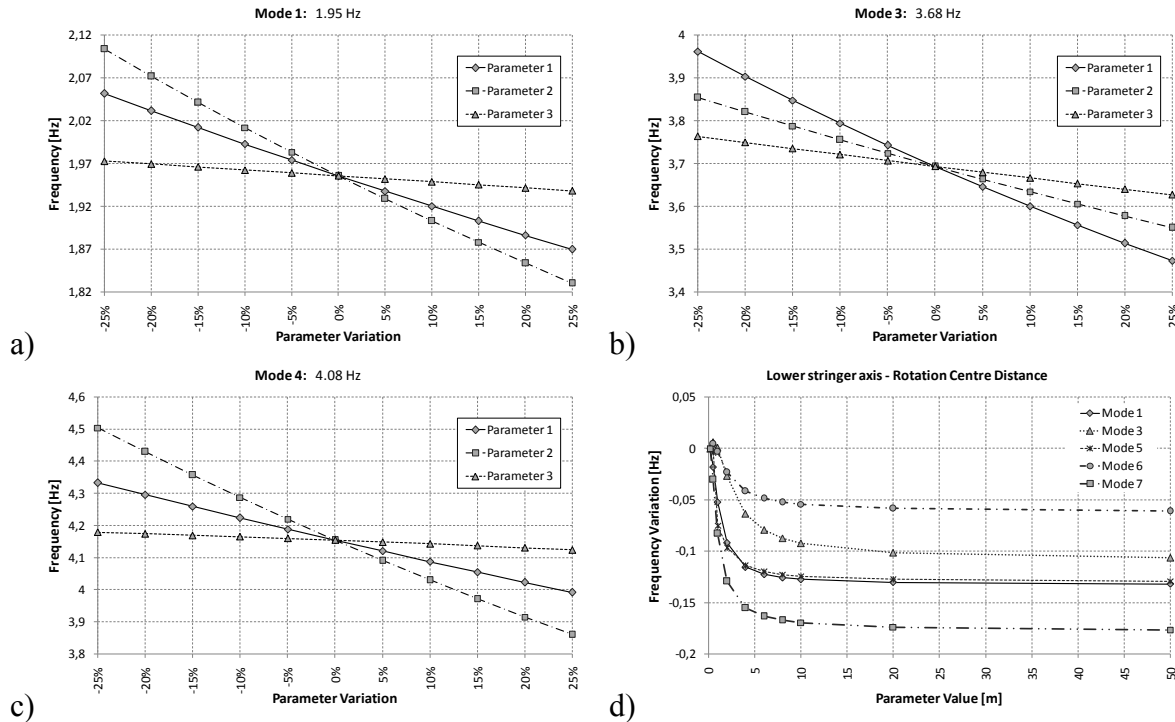 Mode 1: 1.95 Hz
2,12
2,07
2,02
1,97
1,92
1,87
1,82
Frequency [Hz]
-25%
-20%
-15%
-10%
-5%
0%
5%
10%
15%
20%
25%
Parameter Variation
Parameter 1
Parameter 2
Parameter 3
a)
Mode 3: 3.68 Hz
4
3,9
3,8
3,7
3,6
3,5
3,4
Frequency [Hz]
-25%
-20%
-15%
-10%
-5%
0%
5%
10%
15%
20%
25%
Parameter Variation
Parameter 1
Parameter 2
Parameter 3
b)
Mode 4: 4.08 Hz
4,6
4,5
4,4
4,3
4,2
4,1
4
3,9
3,8
Frequency [Hz]
-25%
-20%
-15%
-10%
-5%
0%
5%
10%
15%
20%
25%
Parameter Variation
Parameter 1
Parameter 2
Parameter 3
c)
Lower stringer axis - Rotation Centre Distance
0,05
0
-0,05
-0,1
-0,15
-0,2
Frequency Variation [Hz]
0
5
10
15
20
25
30
35
40
45
50
Parameter Value [m]
Mode 1
Mode 3
Mode 5
Mode 6
Mode 7
d)